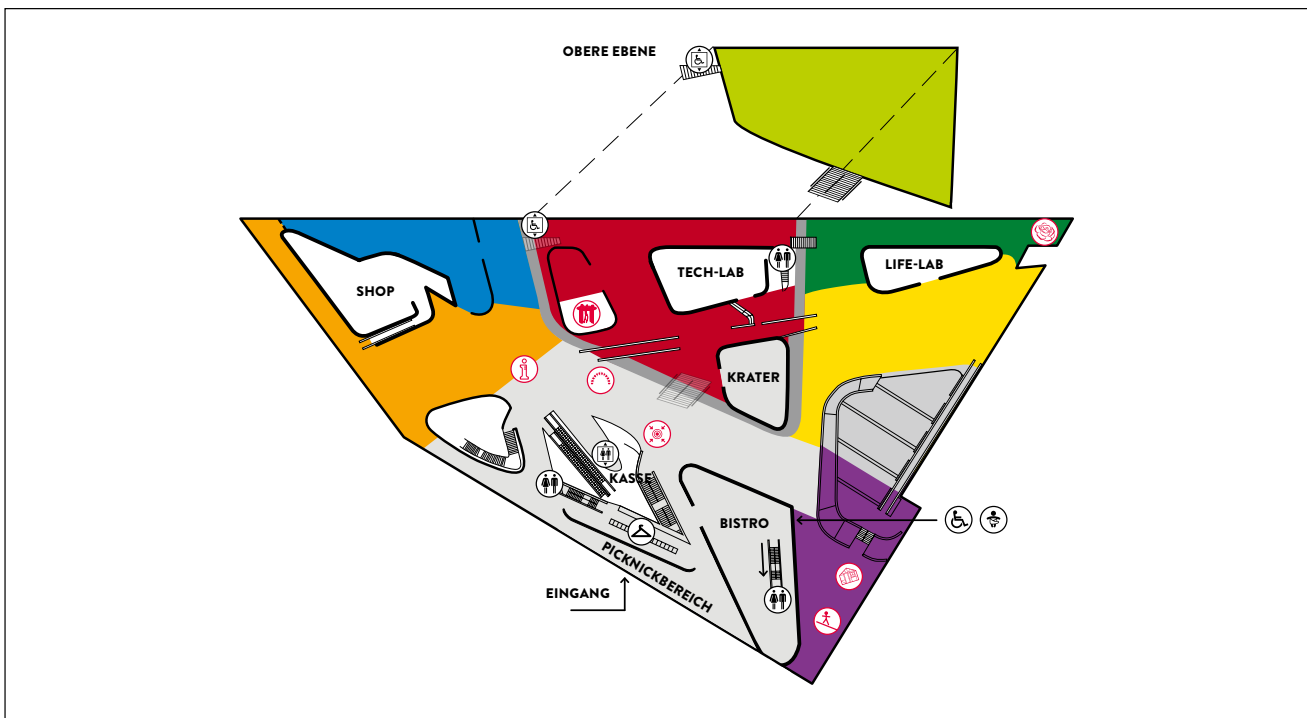 OBERE EBENE
TECH-LAB
LIFE-LAB
SHOP
KRATER
KASSE
BISTRO
PICKNICKBEREICH
EINGANG